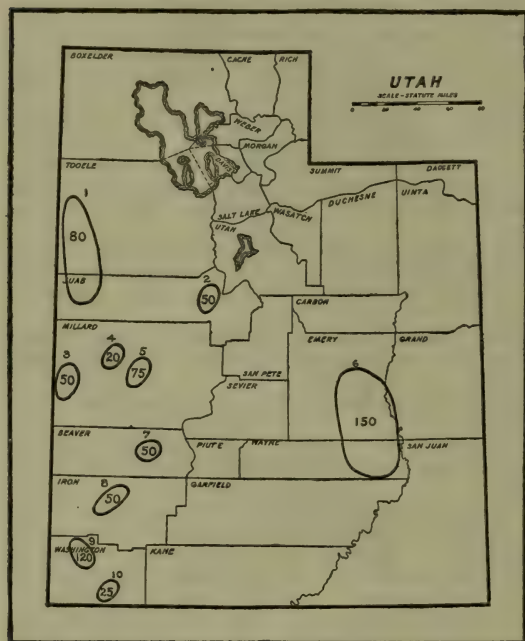 BOXELDER
CACHE
RICH
UTAH
SCALE-STATUTE MILES
WEBER
MORGAN
DAVIS
TOOELE
SUMMIT
DAGGETT
UINTA
DUCHESNE
1
80
SALT LAKE
WASATCH
UTAH
JUAB
2
50
CARBON
MILLARD
EMERY
GRAND
4
20
5
75
3
50
SAN PETE
SEVIER
6
150
BEAVER
7
50
PIUTE
WAYNE
SAN JUAN
IRON
8
50
GARFIELD
9
WASHINGTON
120
KANE
10
25